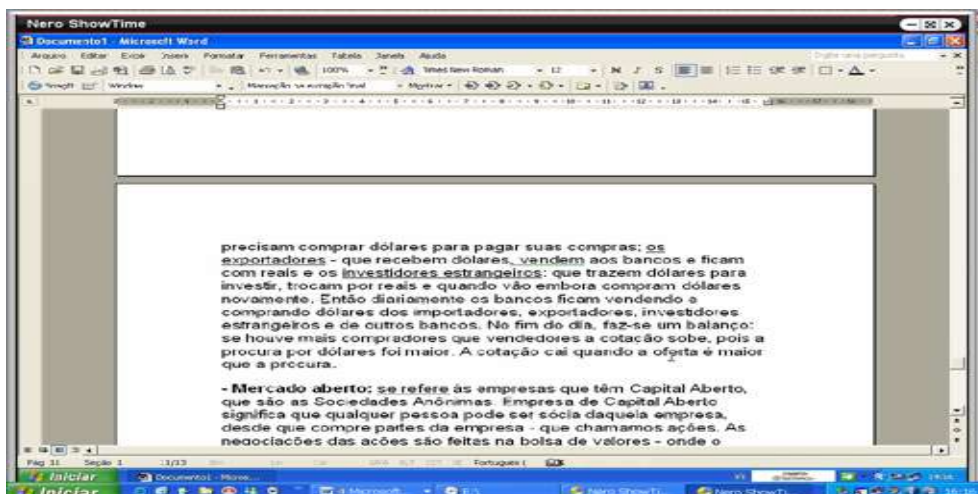 Nero ShowTime
Documento1 - Microsoft Word
Arquivo Editar Exibir Inserir Formatar Ferramentas Tabela Janela Ajuda
100% Times New Roman 12 N I S
Mostrar
precisam comprar dólares para pagar suas compras; os
exportadores - que recebem dólares, vendem aos bancos e ficam
com reais e os investidores estrangeiros: que trazem dólares para
investir, trocam por reais e quando vão embora compram dólares
novamente. Então diariamente os bancos ficam vendendo e
comprando dólares dos importadores, exportadores, investidores
estrangeiros e de outros bancos. No fim do dia, faz-se um balanço:
se houve mais compradores que vendedores a cotação sobe, pois a
procura por dólares foi maior. A cotação cai quando a oferta é maior
que a procura.
- Mercado aberto: se refere às empresas que têm Capital Aberto,
que são as Sociedades Anônimas. Empresa de Capital Aberto
significa que qualquer pessoa pode ser sócia daquela empresa,
desde que compre partes da empresa - que chamamos ações. As
negociações das ações são feitas na bolsa de valores - onde o
Pág 11 Seção 1 11/13 Português (
Iniciar Documento1 - Micros...
Iniciar 4 Microsoft... E:\ Nero ShowTi... Nero ShowTi...